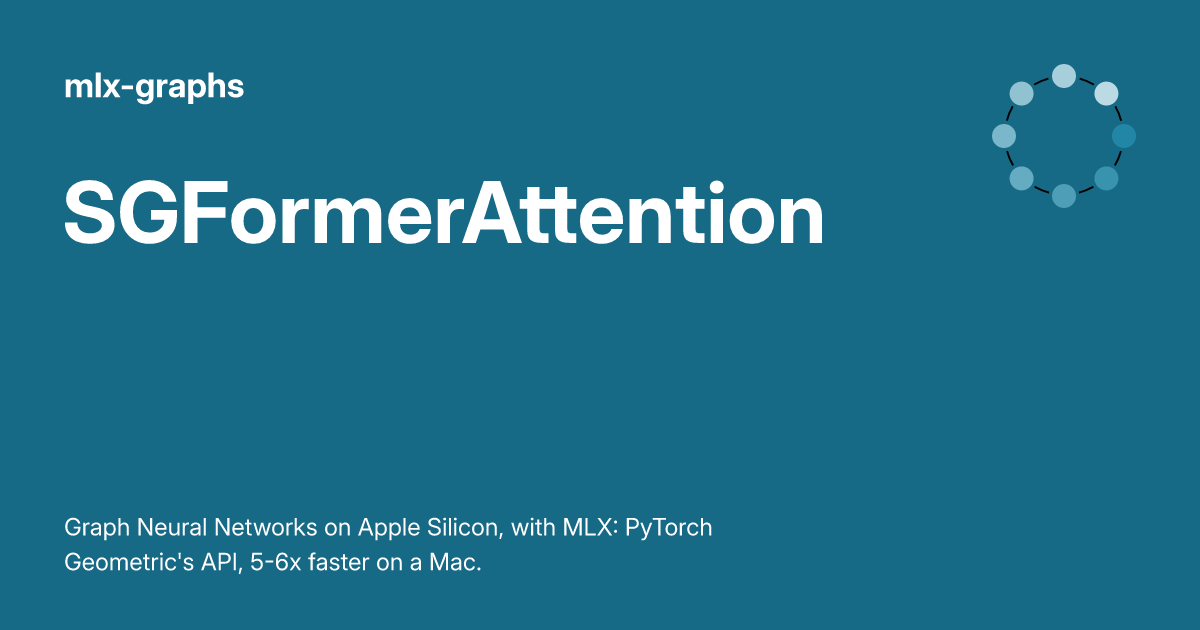 mlx-graphs
SGFormerAttention
Graph Neural Networks on Apple Silicon, with MLX: PyTorch
Geometric's API, 5-6x faster on a Mac.